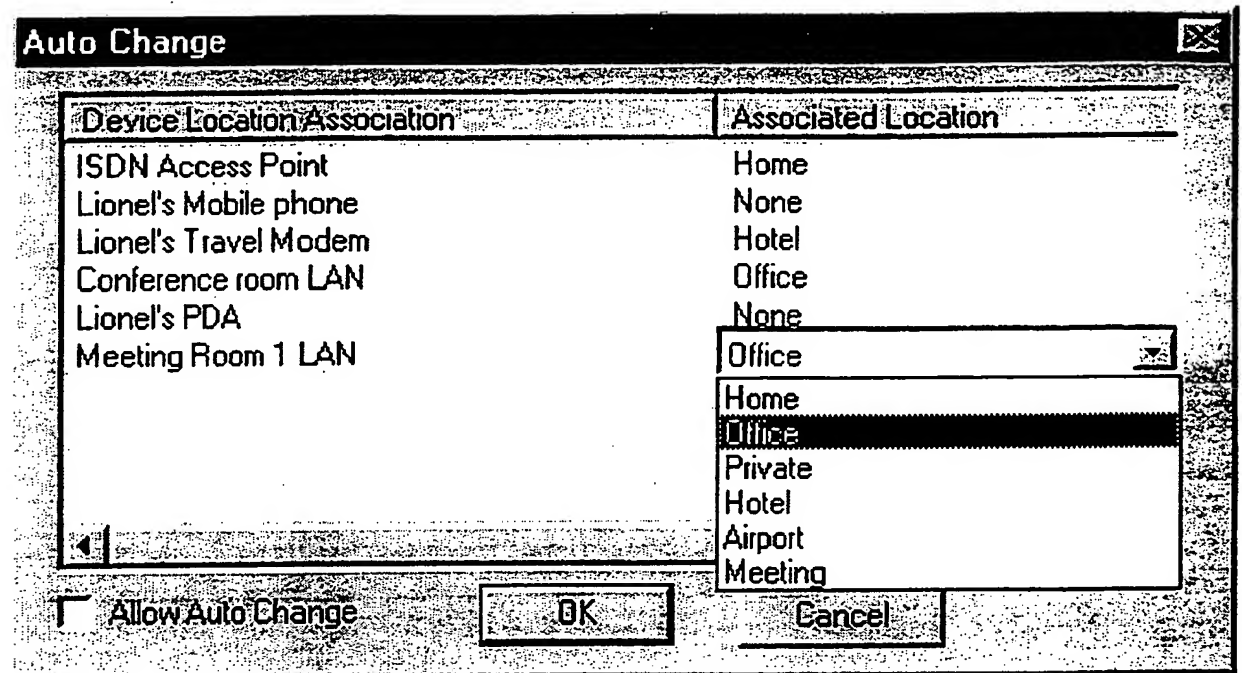 Auto Change
Device Location Association Associated Location
ISDN Access Point Home
Lionel's Mobile phone None
Lionel's Travel Modem Hotel
Conference room LAN Office
Lionel's PDA None
Meeting Room 1 LAN Office
Home
Office
Private
Hotel
Airport
Meeting
Allow Auto Change OK Cancel